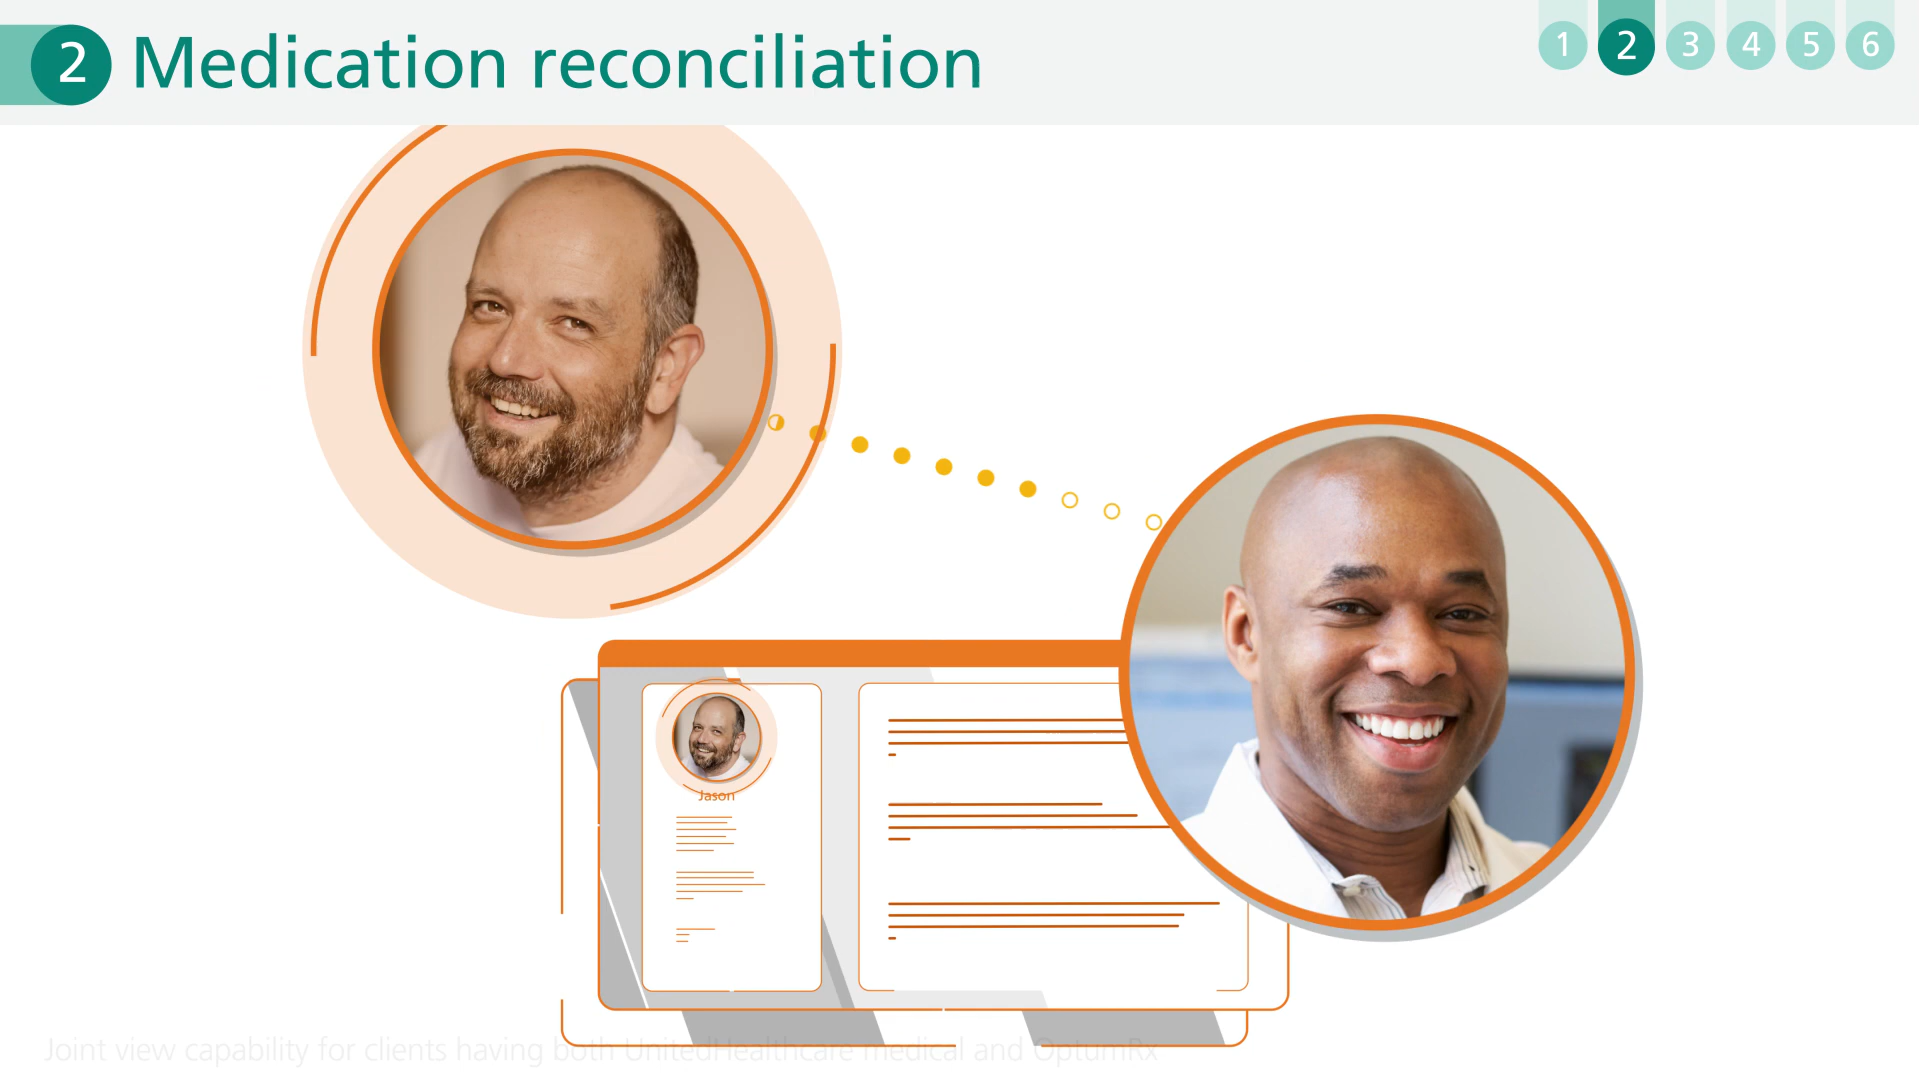 2 Medication reconciliation
1 2 3 4 5 6
Jason
Joint view capability for clients having both UnitedHealthcare medical and OptumRx